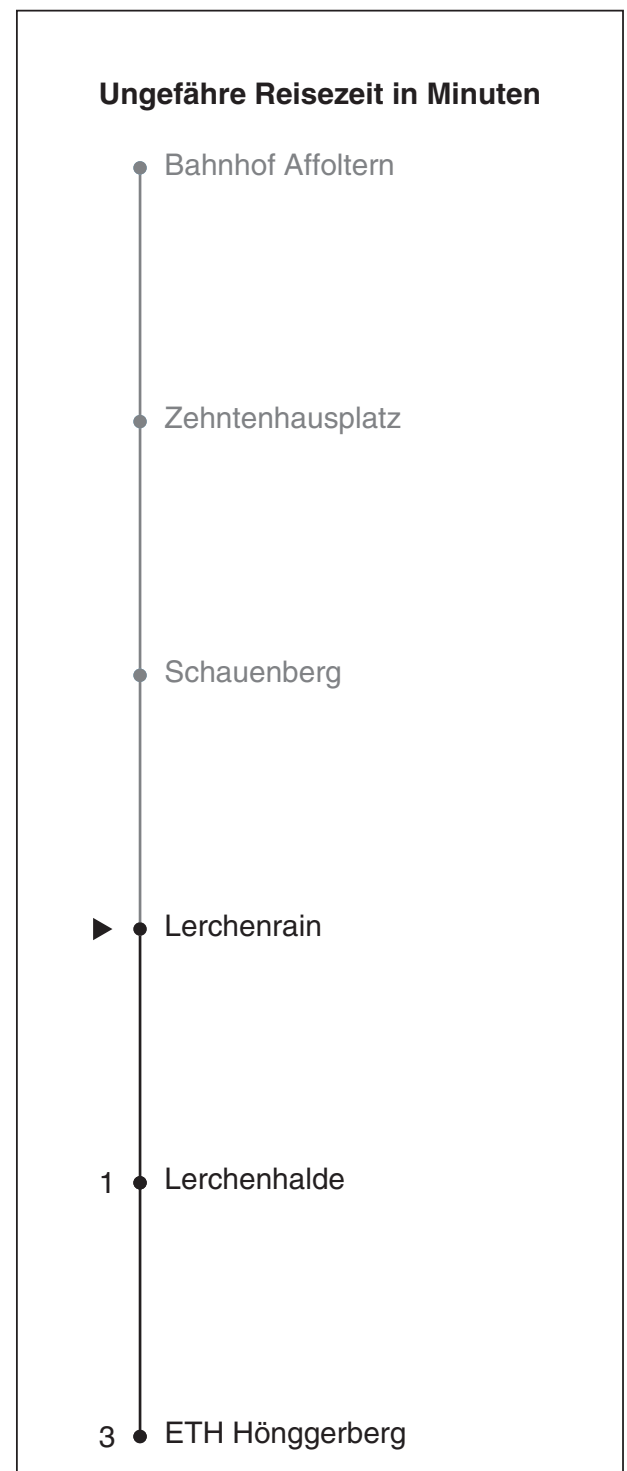 Ungefähre Reisezeit in Minuten
Bahnhof Affoltern
Zehntenhausplatz
Schauenberg
Lerchenrain
1 Lerchenhalde
3 ETH Hönggerberg